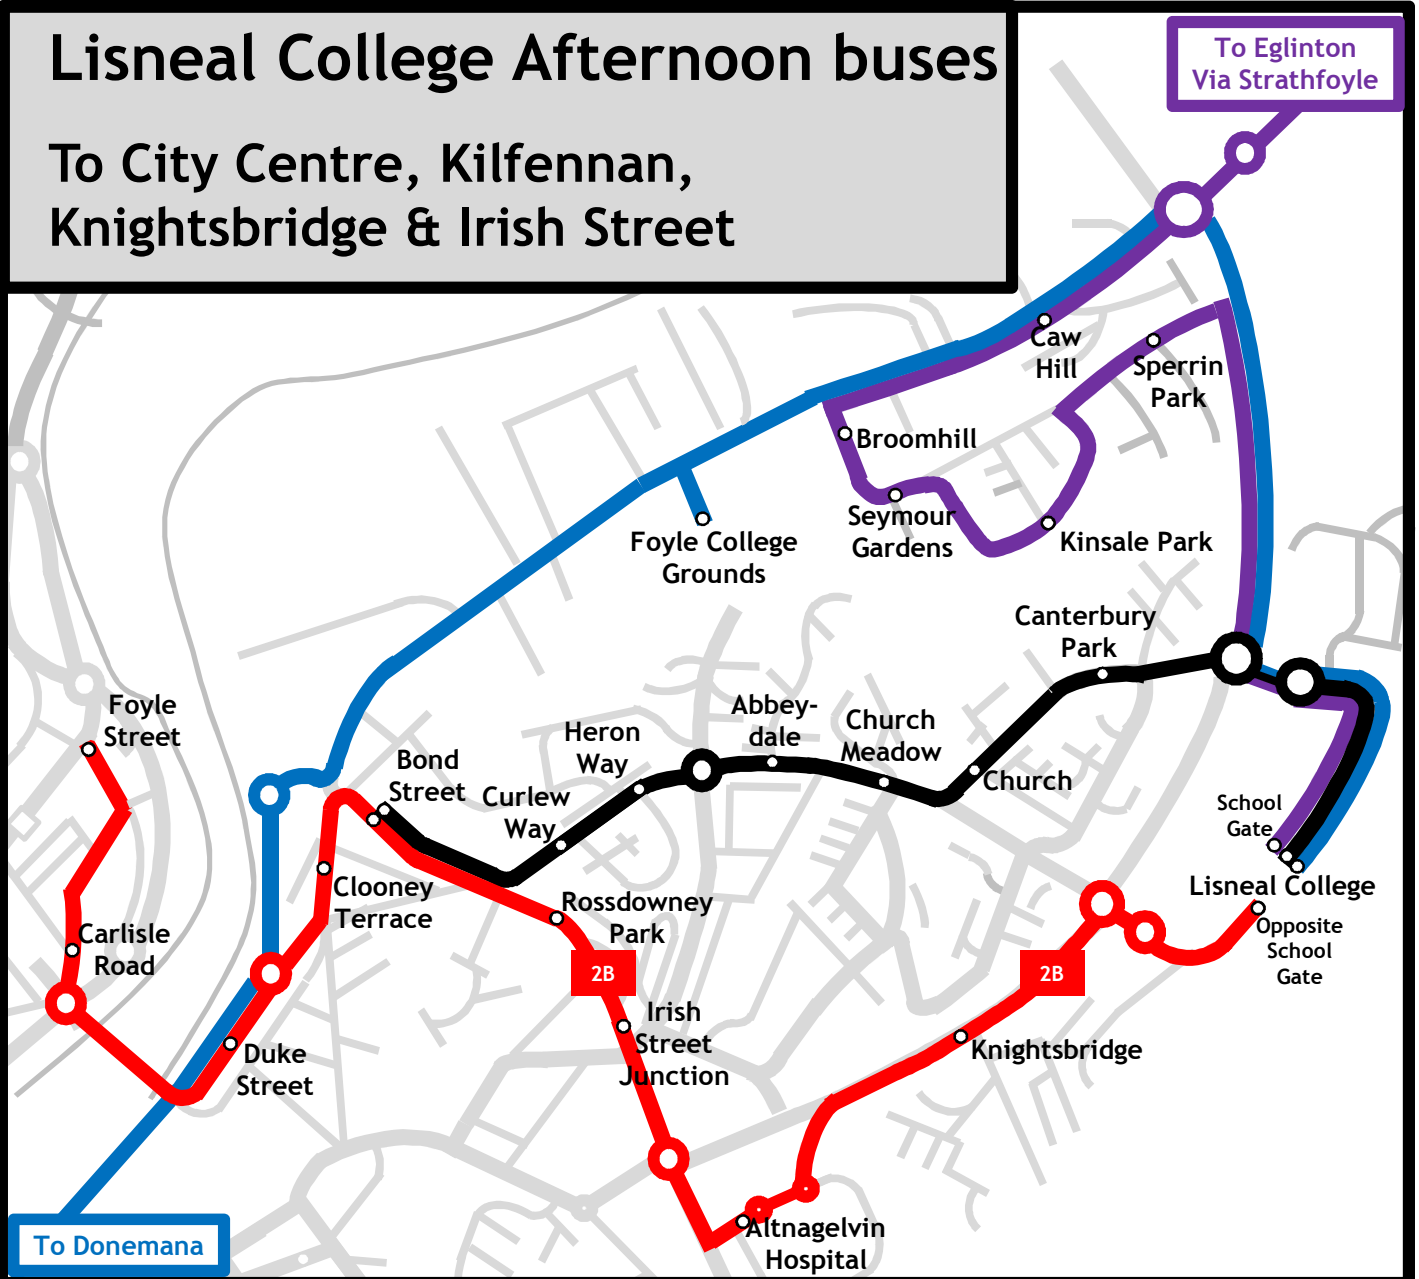 Lisneal College Afternoon buses
To City Centre, Kilfennan,
Knightsbridge & Irish Street
To Eglinton
Via Strathfoyle
Caw
Hill
Sperrin
Park
Broomhill
Seymour
Gardens
Kinsale Park
Foyle College
Grounds
Canterbury
Park
Foyle
Street
Abbey-
dale
Church
Meadow
Heron
Way
Bond
Street
Curlew
Way
Church
School
Gate
Lisneal College
Opposite
School
Gate
Clooney
Terrace
Rossdowney
Park
Carlisle
Road
2B
2B
Irish
Street
Junction
Knightsbridge
Duke
Street
Altnagelvin
Hospital
To Donemana